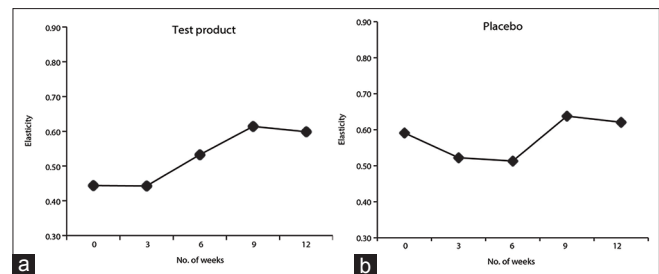 Test product
0.90
0.80
0.70
0.60
0.50
0.40
0.30
Elasticity
0 3 6 9 12
No. of weeks
a
Placebo
0.90
0.80
0.70
0.60
0.50
0.40
0.30
Elasticity
0 3 6 9 12
No. of weeks
b